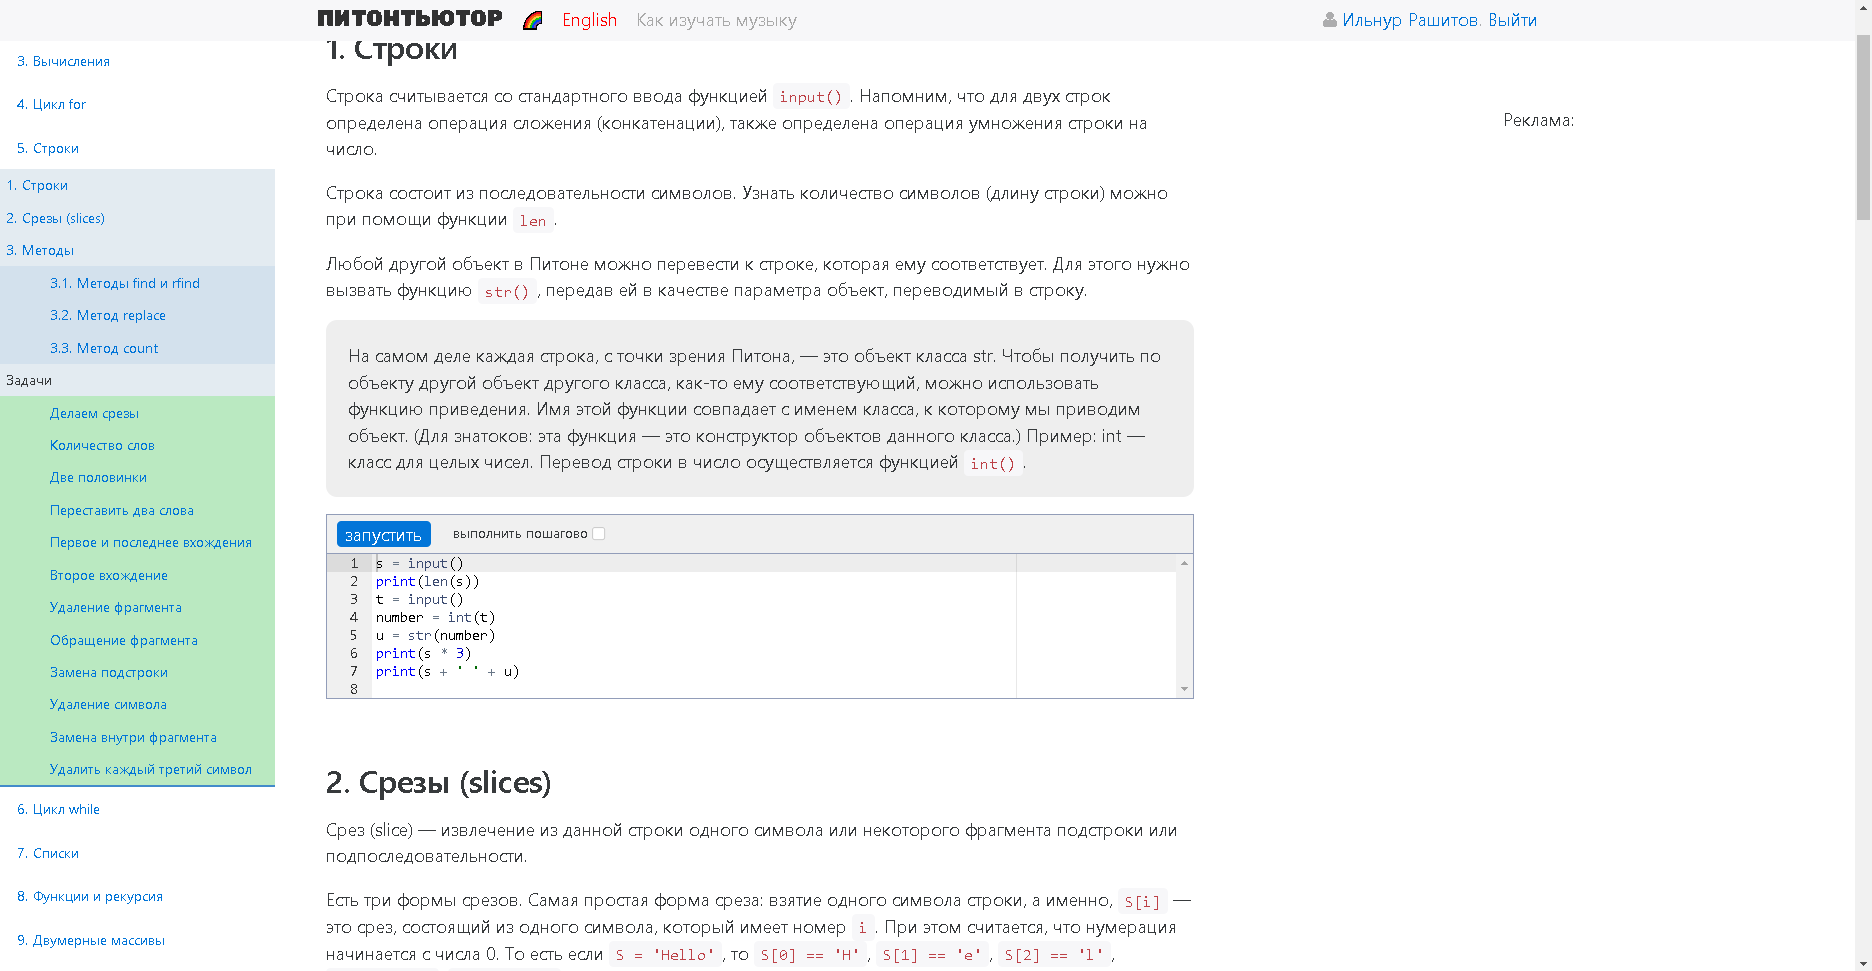 ПИТОНТЬЮТОР
English
Как изучать музыку
Ильнур Рашитов. Выйти
3. Вычисления
4. Цикл for
5. Строки
1. Строки
2. Срезы (slices)
3. Методы
3.1. Методы find и rfind
3.2. Метод replace
3.3. Метод count
Задачи
Делаем срезы
Количество слов
Две половинки
Переставить два слова
Первое и последнее вхождения
Второе вхождение
Удаление фрагмента
Обращение фрагмента
Замена подстроки
Удаление символа
Замена внутри фрагмента
Удалить каждый третий символ
6. Цикл while
7. Списки
8. Функции и рекурсия
9. Двумерные массивы
1. Строки
Строка считывается со стандартного ввода функцией input(). Напомним, что для двух строк
определена операция сложения (конкатенации), также определена операция умножения строки на
число.
Строка состоит из последовательности символов. Узнать количество символов (длину строки) можно
при помощи функции len.
Любой другой объект в Питоне можно перевести к строке, которая ему соответствует. Для этого нужно
вызвать функцию str(), передав ей в качестве параметра объект, переводимый в строку.
На самом деле каждая строка, с точки зрения Питона, — это объект класса str. Чтобы получить по
объекту другой объект другого класса, как-то ему соответствующий, можно использовать
функцию приведения. Имя этой функции совпадает с именем класса, к которому мы приводим
объект. (Для знатоков: эта функция — это конструктор объектов данного класса.) Пример: int —
класс для целых чисел. Перевод строки в число осуществляется функцией int().
запустить
выполнить пошагово
1 s = input()
2 print(len(s))
3 t = input()
4 number = int(t)
5 u = str(number)
6 print(s * 3)
7 print(s + ' ' + u)
8
2. Срезы (slices)
Срез (slice) — извлечение из данной строки одного символа или некоторого фрагмента подстроки или
подпоследовательности.
Есть три формы срезов. Самая простая форма среза: взятие одного символа строки, а именно, S[i] —
это срез, состоящий из одного символа, который имеет номер i. При этом считается, что нумерация
начинается с числа 0. То есть если S = 'Hello', то S[0] == 'H', S[1] == 'e', S[2] == 'l',
Реклама: